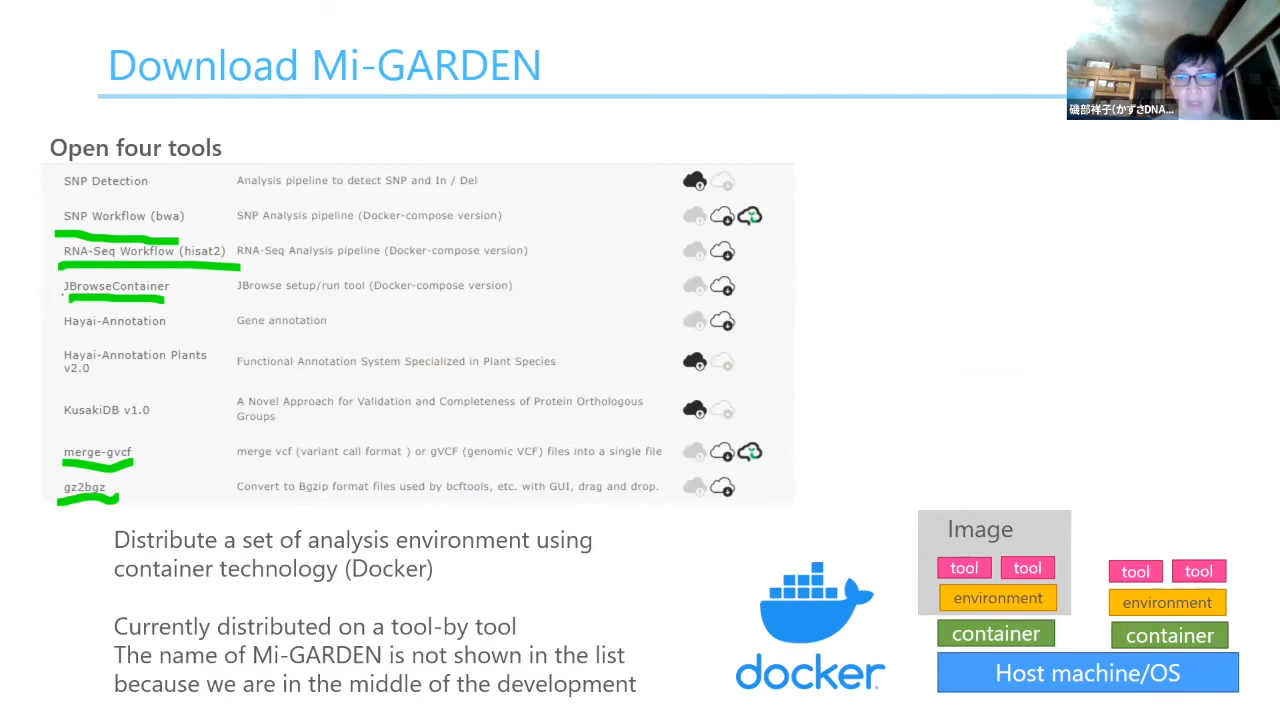 Download Mi-GARDEN
磯部祥子(かずさDNA...
Open four tools
SNP Detection Analysis pipeline to detect SNP and In / Del
SNP Workflow (bwa) SNP Analysis pipeline (Docker-compose version)
RNA-Seq Workflow (hisat2) RNA-Seq Analysis pipeline (Docker-compose version)
JBrowseContainer JBrowse setup/run tool (Docker-compose version)
Hayai-Annotation Gene annotation
Hayai-Annotation Plants
v2.0
Functional Annotation System Specialized in Plant Species
KusakiDB v1.0
A Novel Approach for Validation and Completeness of Protein Orthologous
Groups
merge-gvcf merge vcf (variant call format ) or gVCF (genomic VCF) files into a single file
gz2bgz Convert to Bgzip format files used by bcftools, etc. with GUI, drag and drop.
Distribute a set of analysis environment using
container technology (Docker)
Currently distributed on a tool-by tool
The name of Mi-GARDEN is not shown in the list
because we are in the middle of the development
docker
Image
tool tool
environment
container
tool tool
environment
container
Host machine/OS